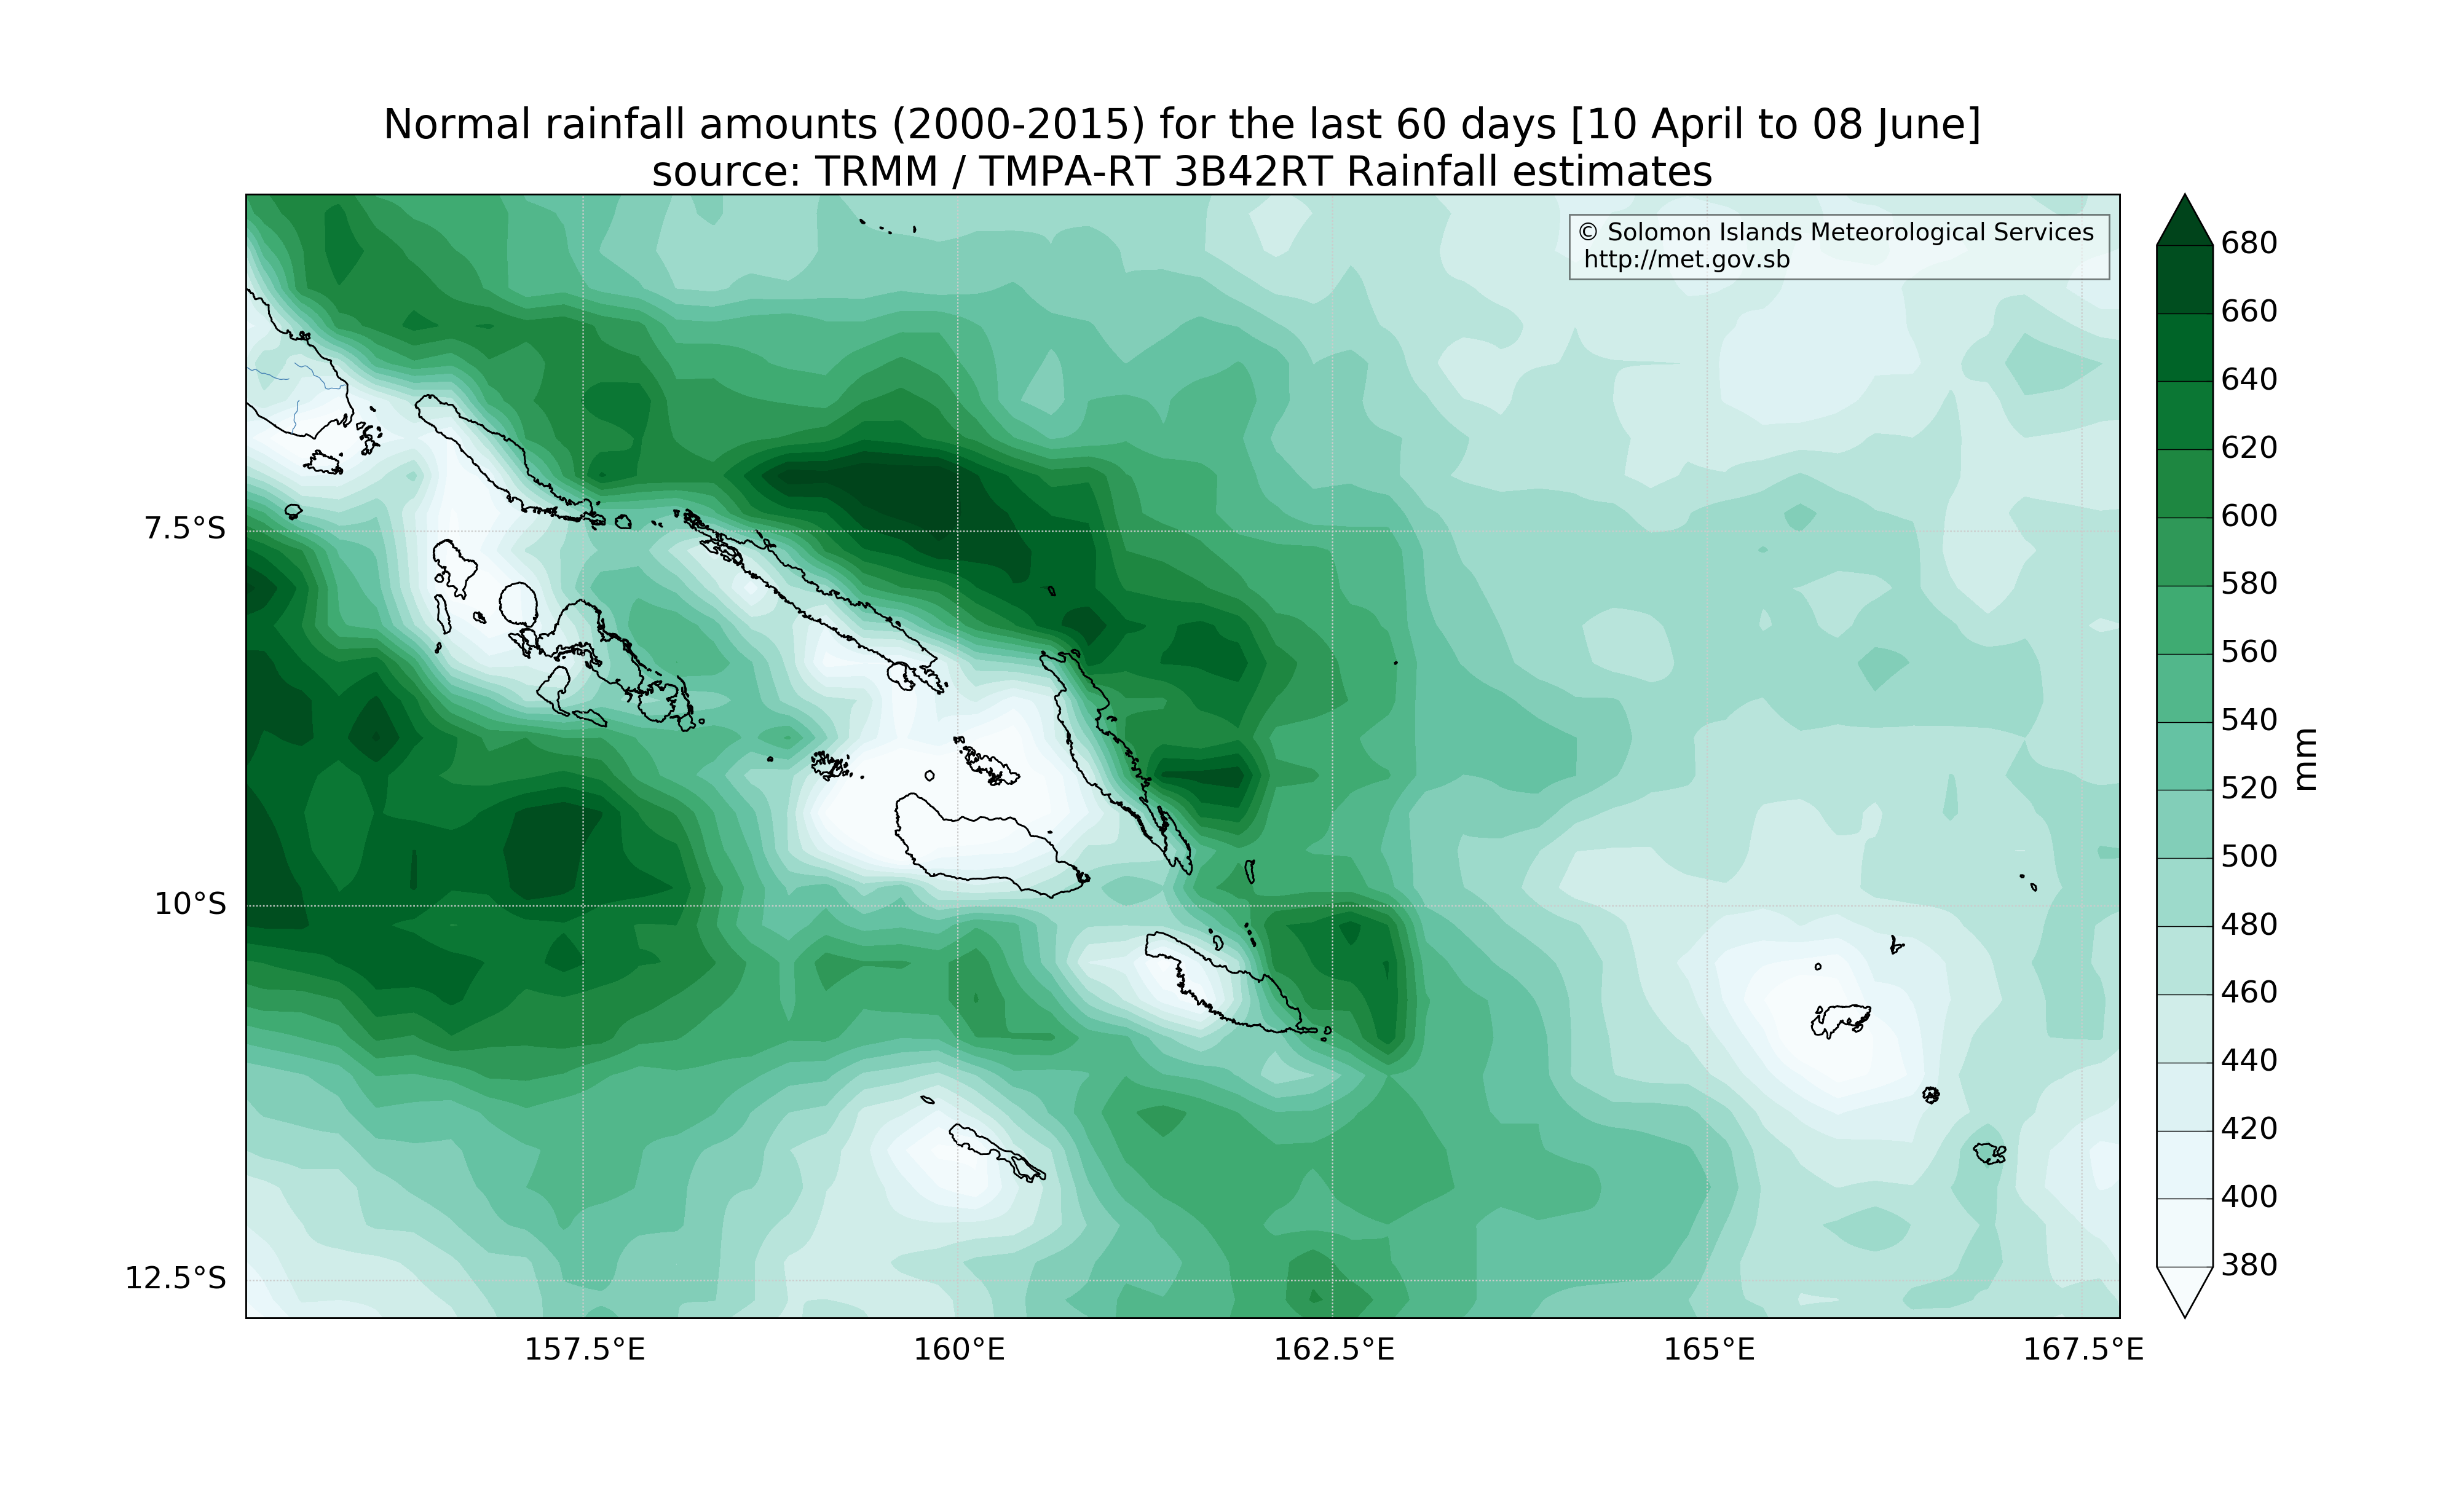 Normal rainfall amounts (2000-2015) for the last 60 days [10 April to 08 June]
source: TRMM / TMPA-RT 3B42RT Rainfall estimates
© Solomon Islands Meteorological Services
http://met.gov.sb
680
660
640
620
600
580
560
540
520
500
480
460
440
420
400
380
mm
7.5°S
10°S
12.5°S
157.5°E
160°E
162.5°E
165°E
167.5°E